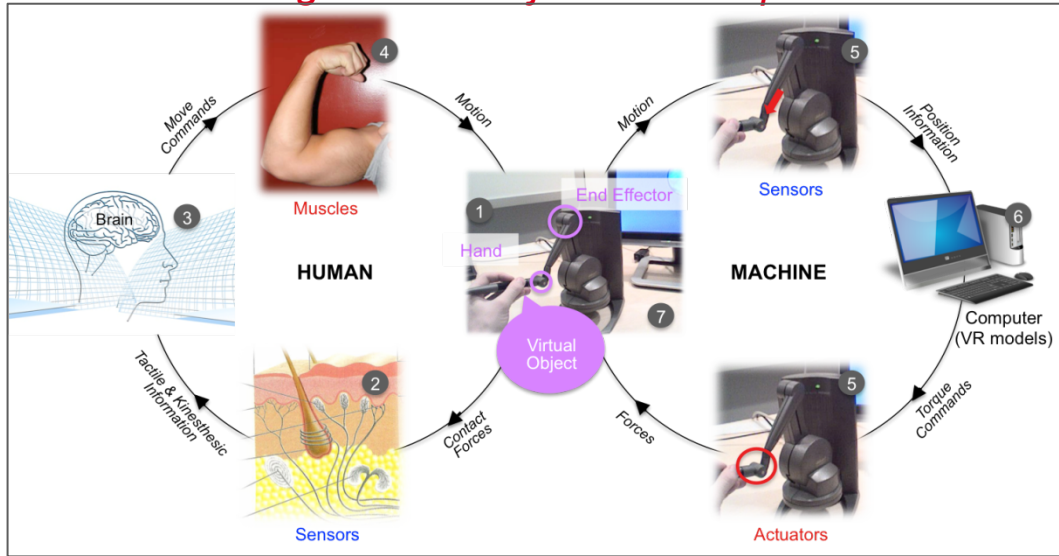 4
5
Move
Commands
Motion
Motion
Position
Information
Muscles
Sensors
Brain
3
HUMAN
1
End Effector
Hand
7
Virtual
Object
MACHINE
6
Computer
(VR models)
Tactile & Kinesthesic
Information
2
Contact
Forces
Forces
5
Torque
Commands
Sensors
Actuators